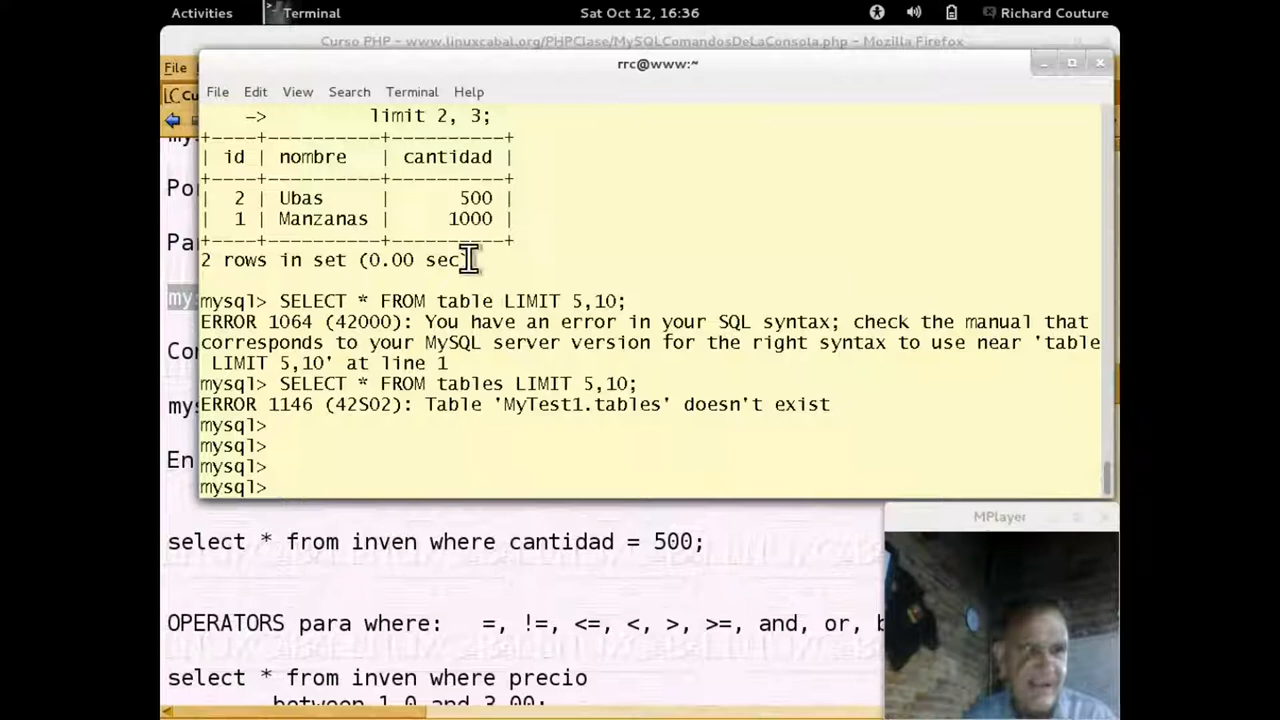 Activities Terminal Sat Oct 12, 16:36 Richard Couture
Curso PHP - www.linuxcabal.org/PHPClase/MySQLComandosDeLaConsola.php - Mozilla Firefox
File
rrc@www:~
File Edit View Search Terminal Help
-> limit 2, 3;
+----+----------+----------+
| id | nombre | cantidad |
+----+----------+----------+
| 2 | Ubas | 500 |
| 1 | Manzanas | 1000 |
+----+----------+----------+
2 rows in set (0.00 sec)
mysql> SELECT * FROM table LIMIT 5,10;
ERROR 1064 (42000): You have an error in your SQL syntax; check the manual that
corresponds to your MySQL server version for the right syntax to use near 'table
LIMIT 5,10' at line 1
mysql> SELECT * FROM tables LIMIT 5,10;
ERROR 1146 (42S02): Table 'MyTest1.tables' doesn't exist
mysql>
mysql>
mysql>
mysql>
MPlayer
select * from inven where cantidad = 500;
OPERATORS para where: =, !=, <=, <, >, >=, and, or, b
select * from inven where precio
between 1.0 and 3.00;